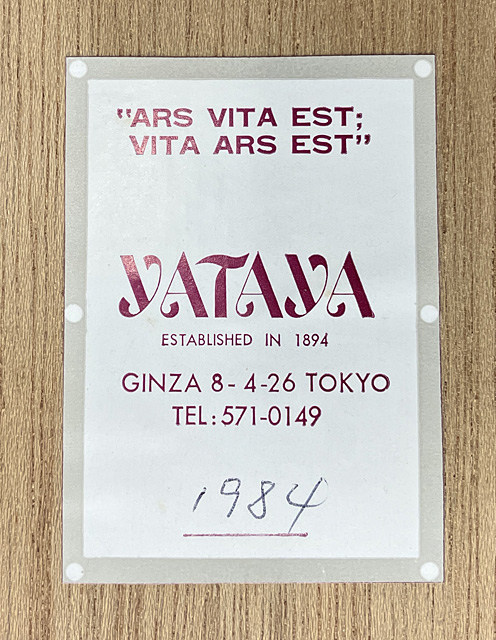 “ARS VITA EST;
VITA ARS EST”
YATAYA
ESTABLISHED IN 1894
GINZA 8-4-26 TOKYO
TEL:571-0149
1984